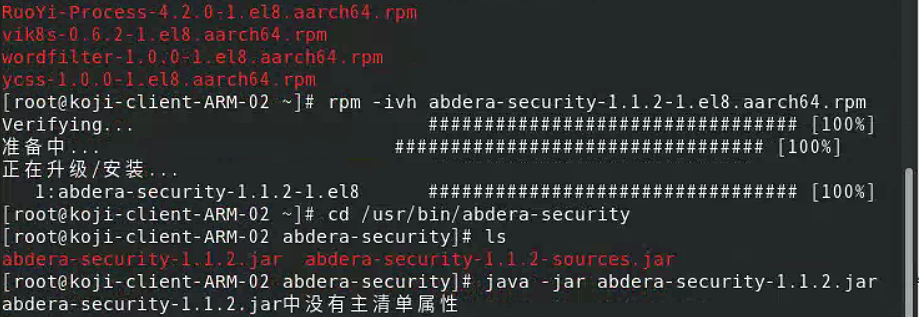 RuoYi-Process-4.2.0-1.el8.aarch64.rpm
vik8s-0.6.2-1.el8.aarch64.rpm
wordfilter-1.0.0-1.el8.aarch64.rpm
ycss-1.0.0-1.el8.aarch64.rpm
[root@koji-client-ARM-02 ~]# rpm -ivh abdera-security-1.1.2-1.el8.aarch64.rpm
Verifying... ################################# [100%]
准备中... ################################# [100%]
正在升级/安装...
1:abdera-security-1.1.2-1.el8 ################################# [100%]
[root@koji-client-ARM-02 ~]# cd /usr/bin/abdera-security
[root@koji-client-ARM-02 abdera-security]# ls
abdera-security-1.1.2.jar abdera-security-1.1.2-sources.jar
[root@koji-client-ARM-02 abdera-security]# java -jar abdera-security-1.1.2.jar
abdera-security-1.1.2.jar中没有主清单属性